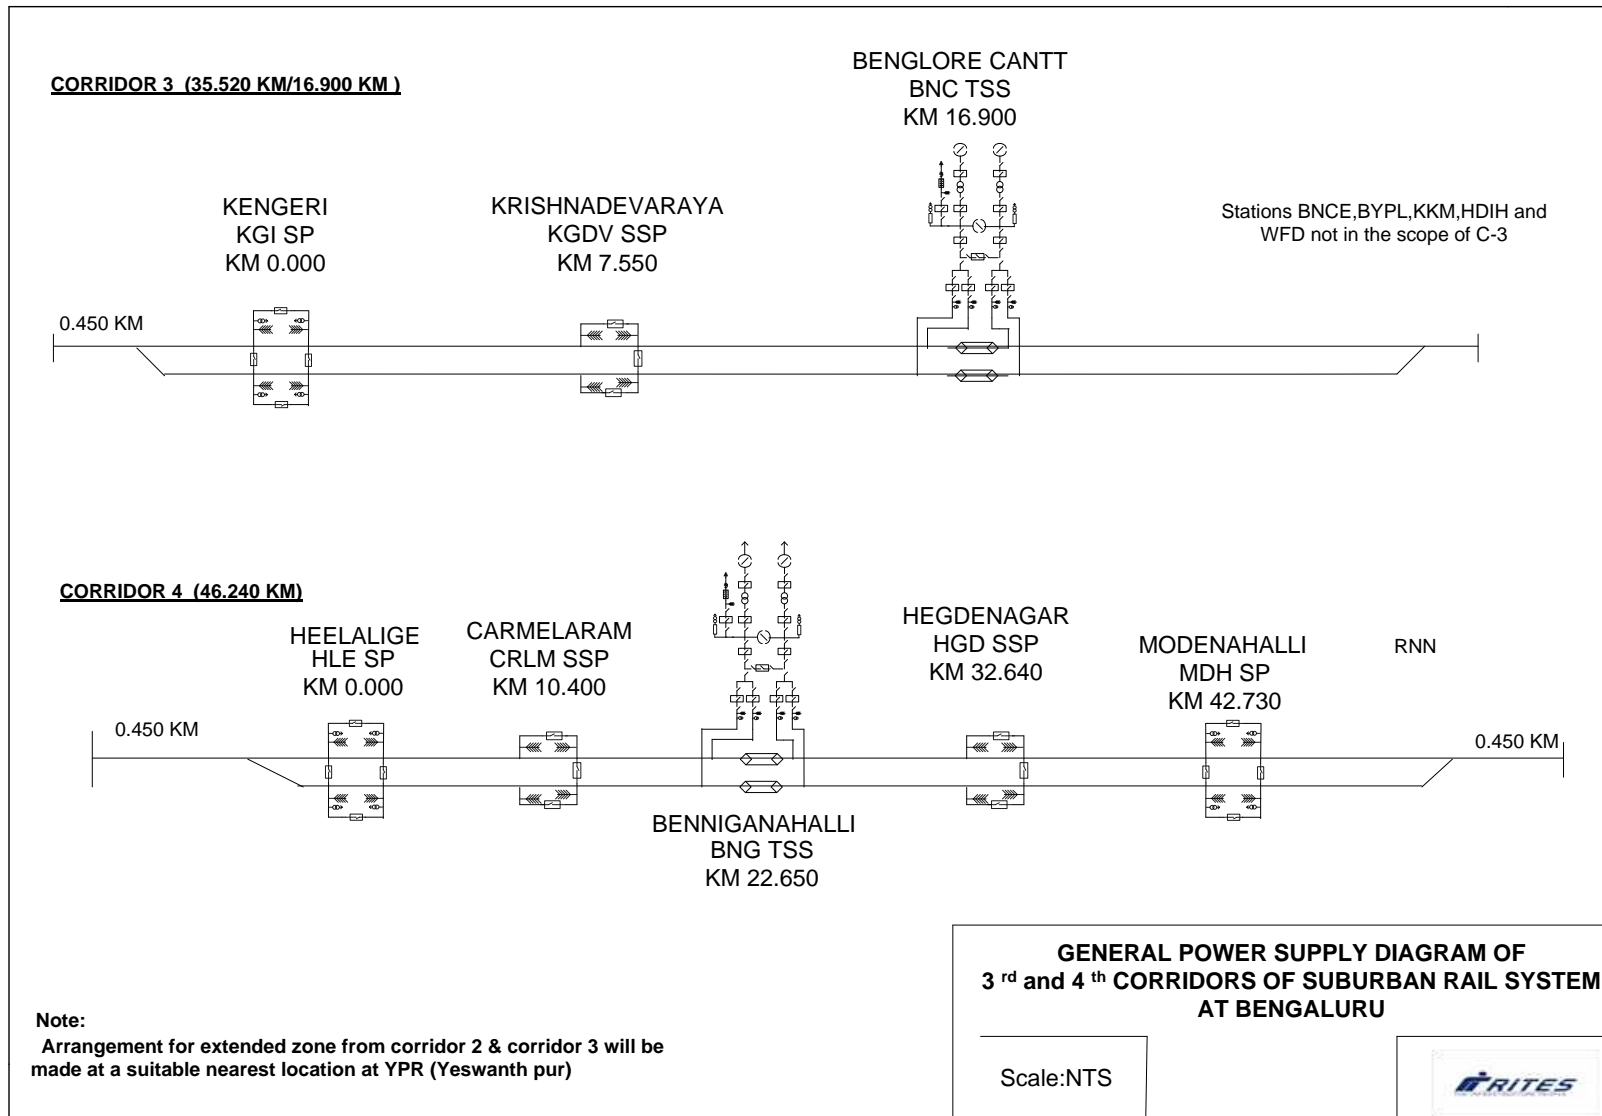 CORRIDOR 3 (35.520 KM/16.900 KM )
BENGLORE CANTT
BNC TSS
KM 16.900
KENGERI
KGI SP
KM 0.000
KRISHNADEVARAYA
KGDV SSP
KM 7.550
Stations BNCE,BYPL,KKM,HDIH and
WFD not in the scope of C-3
0.450 KM
CORRIDOR 4 (46.240 KM)
HEELALIGE
HLE SP
KM 0.000
CARMELARAM
CRLM SSP
KM 10.400
HEGDENAGAR
HGD SSP
KM 32.640
MODENAHALLI
MDH SP
KM 42.730
RNN
0.450 KM
0.450 KM
BENNIGANAHALLI
BNG TSS
KM 22.650
GENERAL POWER SUPPLY DIAGRAM OF
3 rd and 4 th CORRIDORS OF SUBURBAN RAIL SYSTEM
AT BENGALURU
Note:
Arrangement for extended zone from corridor 2 & corridor 3 will be
made at a suitable nearest location at YPR (Yeswanth pur)
Scale:NTS
RITES